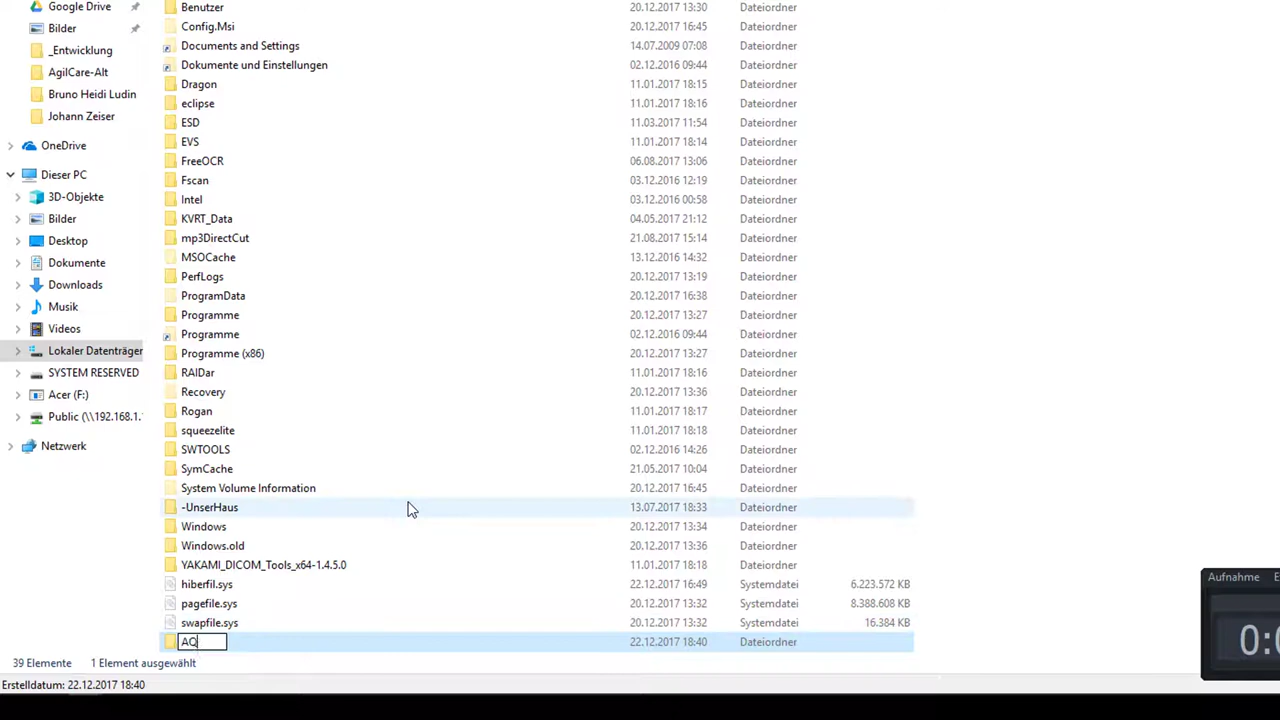 Google Drive
Bilder
_Entwicklung
AgilCare-Alt
Bruno Heidi Ludin
Johann Zeiser
OneDrive
Dieser PC
3D-Objekte
Bilder
Desktop
Dokumente
Downloads
Musik
Videos
Lokaler Datenträger
SYSTEM RESERVED
Acer (F:)
Public (\\192.168.1.
Netzwerk
Benutzer 20.12.2017 13:30 Dateiordner
Config.Msi 20.12.2017 16:45 Dateiordner
Documents and Settings 14.07.2009 07:08 Dateiordner
Dokumente und Einstellungen 02.12.2016 09:44 Dateiordner
Dragon 11.01.2017 18:15 Dateiordner
eclipse 11.01.2017 18:16 Dateiordner
ESD 11.03.2017 11:54 Dateiordner
EVS 11.01.2017 18:14 Dateiordner
FreeOCR 06.08.2017 13:06 Dateiordner
Fscan 03.12.2016 12:19 Dateiordner
Intel 03.12.2016 00:58 Dateiordner
KVRT_Data 04.05.2017 21:12 Dateiordner
mp3DirectCut 21.08.2017 15:14 Dateiordner
MSOCache 13.12.2016 14:32 Dateiordner
PerfLogs 20.12.2017 13:19 Dateiordner
ProgramData 20.12.2017 16:38 Dateiordner
Programme 20.12.2017 13:27 Dateiordner
Programme 02.12.2016 09:44 Dateiordner
Programme (x86) 20.12.2017 13:27 Dateiordner
RAIDar 11.01.2017 18:16 Dateiordner
Recovery 20.12.2017 13:36 Dateiordner
Rogan 11.01.2017 18:17 Dateiordner
squeezelite 11.01.2017 18:18 Dateiordner
SWTOOLS 02.12.2016 14:26 Dateiordner
SymCache 21.05.2017 10:04 Dateiordner
System Volume Information 20.12.2017 16:45 Dateiordner
-UnserHaus 13.07.2017 18:33 Dateiordner
Windows 20.12.2017 13:34 Dateiordner
Windows.old 20.12.2017 13:36 Dateiordner
YAKAMI_DICOM_Tools_x64-1.4.5.0 11.01.2017 18:18 Dateiordner
hiberfil.sys 22.12.2017 16:49 Systemdatei 6.223.572 KB
pagefile.sys 20.12.2017 13:32 Systemdatei 8.388.608 KB
swapfile.sys 20.12.2017 13:32 Systemdatei 16.384 KB
AQ 22.12.2017 18:40 Dateiordner
39 Elemente 1 Element ausgewählt
Erstelldatum: 22.12.2017 18:40
Aufnahme E
0:0